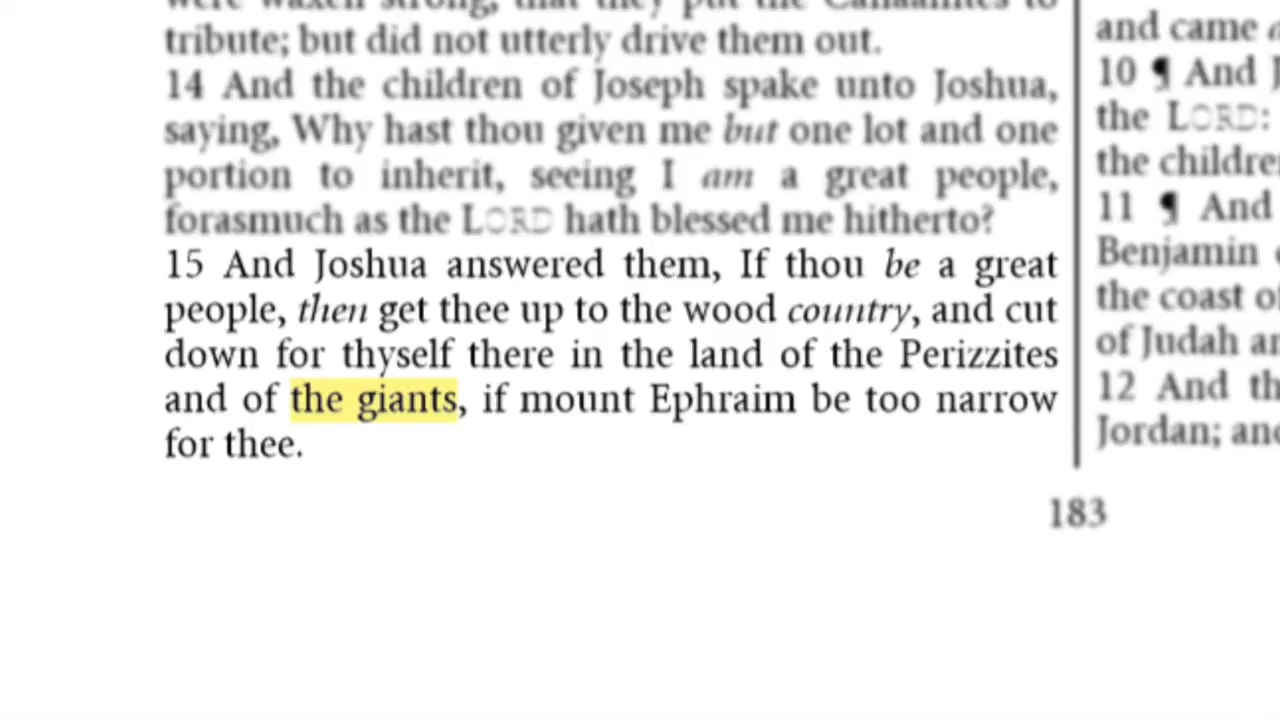 tribute; but did not utterly drive them out.
14 And the children of Joseph spake unto Joshua,
saying, Why hast thou given me but one lot and one
portion to inherit, seeing I am a great people,
forasmuch as the LORD hath blessed me hitherto?
15 And Joshua answered them, If thou be a great
people, then get thee up to the wood country, and cut
down for thyself there in the land of the Perizzites
and of the giants, if mount Ephraim be too narrow
for thee.
and came
10 ¶ And
the LORD:
the
11 ¶ And
Benjamin
the coast
of Judah
12 And
Jordan;
183